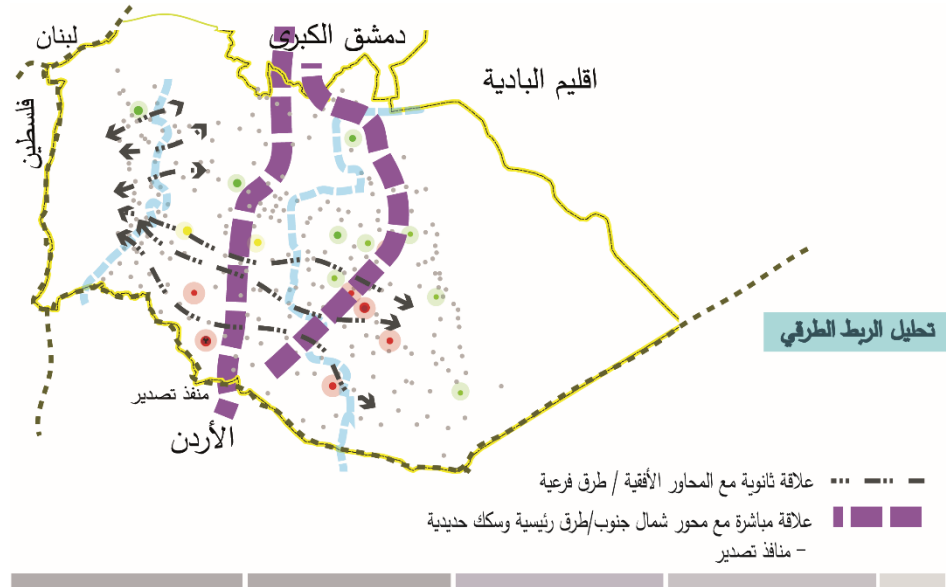 لبنان
دمشق الكبرى
اقليم البادية
فلسطين
تحليل الربط الطرقي
منفذ تصدير
الأردن
علاقة ثانوية مع المحاور الأفقية / طرق فرعية
علاقة مباشرة مع محور شمال جنوب/طرق رئيسية وسكك حديدية
– منافذ تصدير